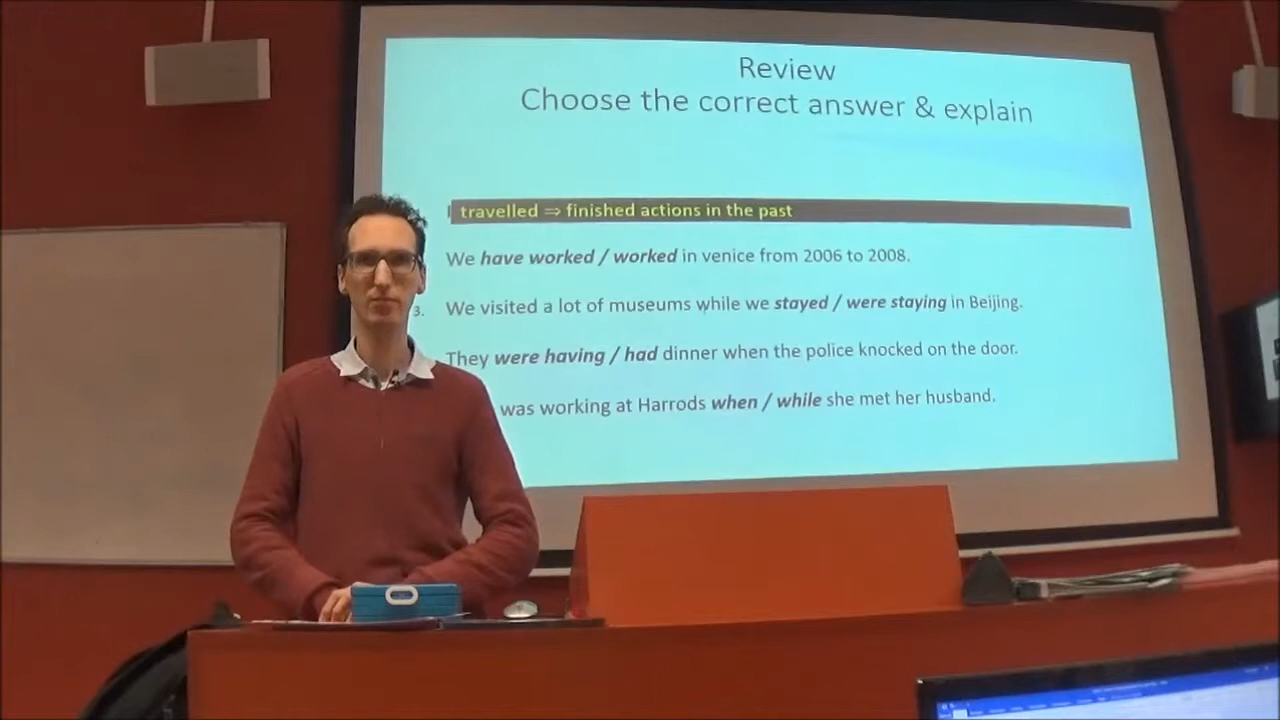 Review
Choose the correct answer & explain
travelled ⇒ finished actions in the past
We have worked / worked in venice from 2006 to 2008.
3. We visited a lot of museums while we stayed / were staying in Beijing.
They were having / had dinner when the police knocked on the door.
was working at Harrods when / while she met her husband.